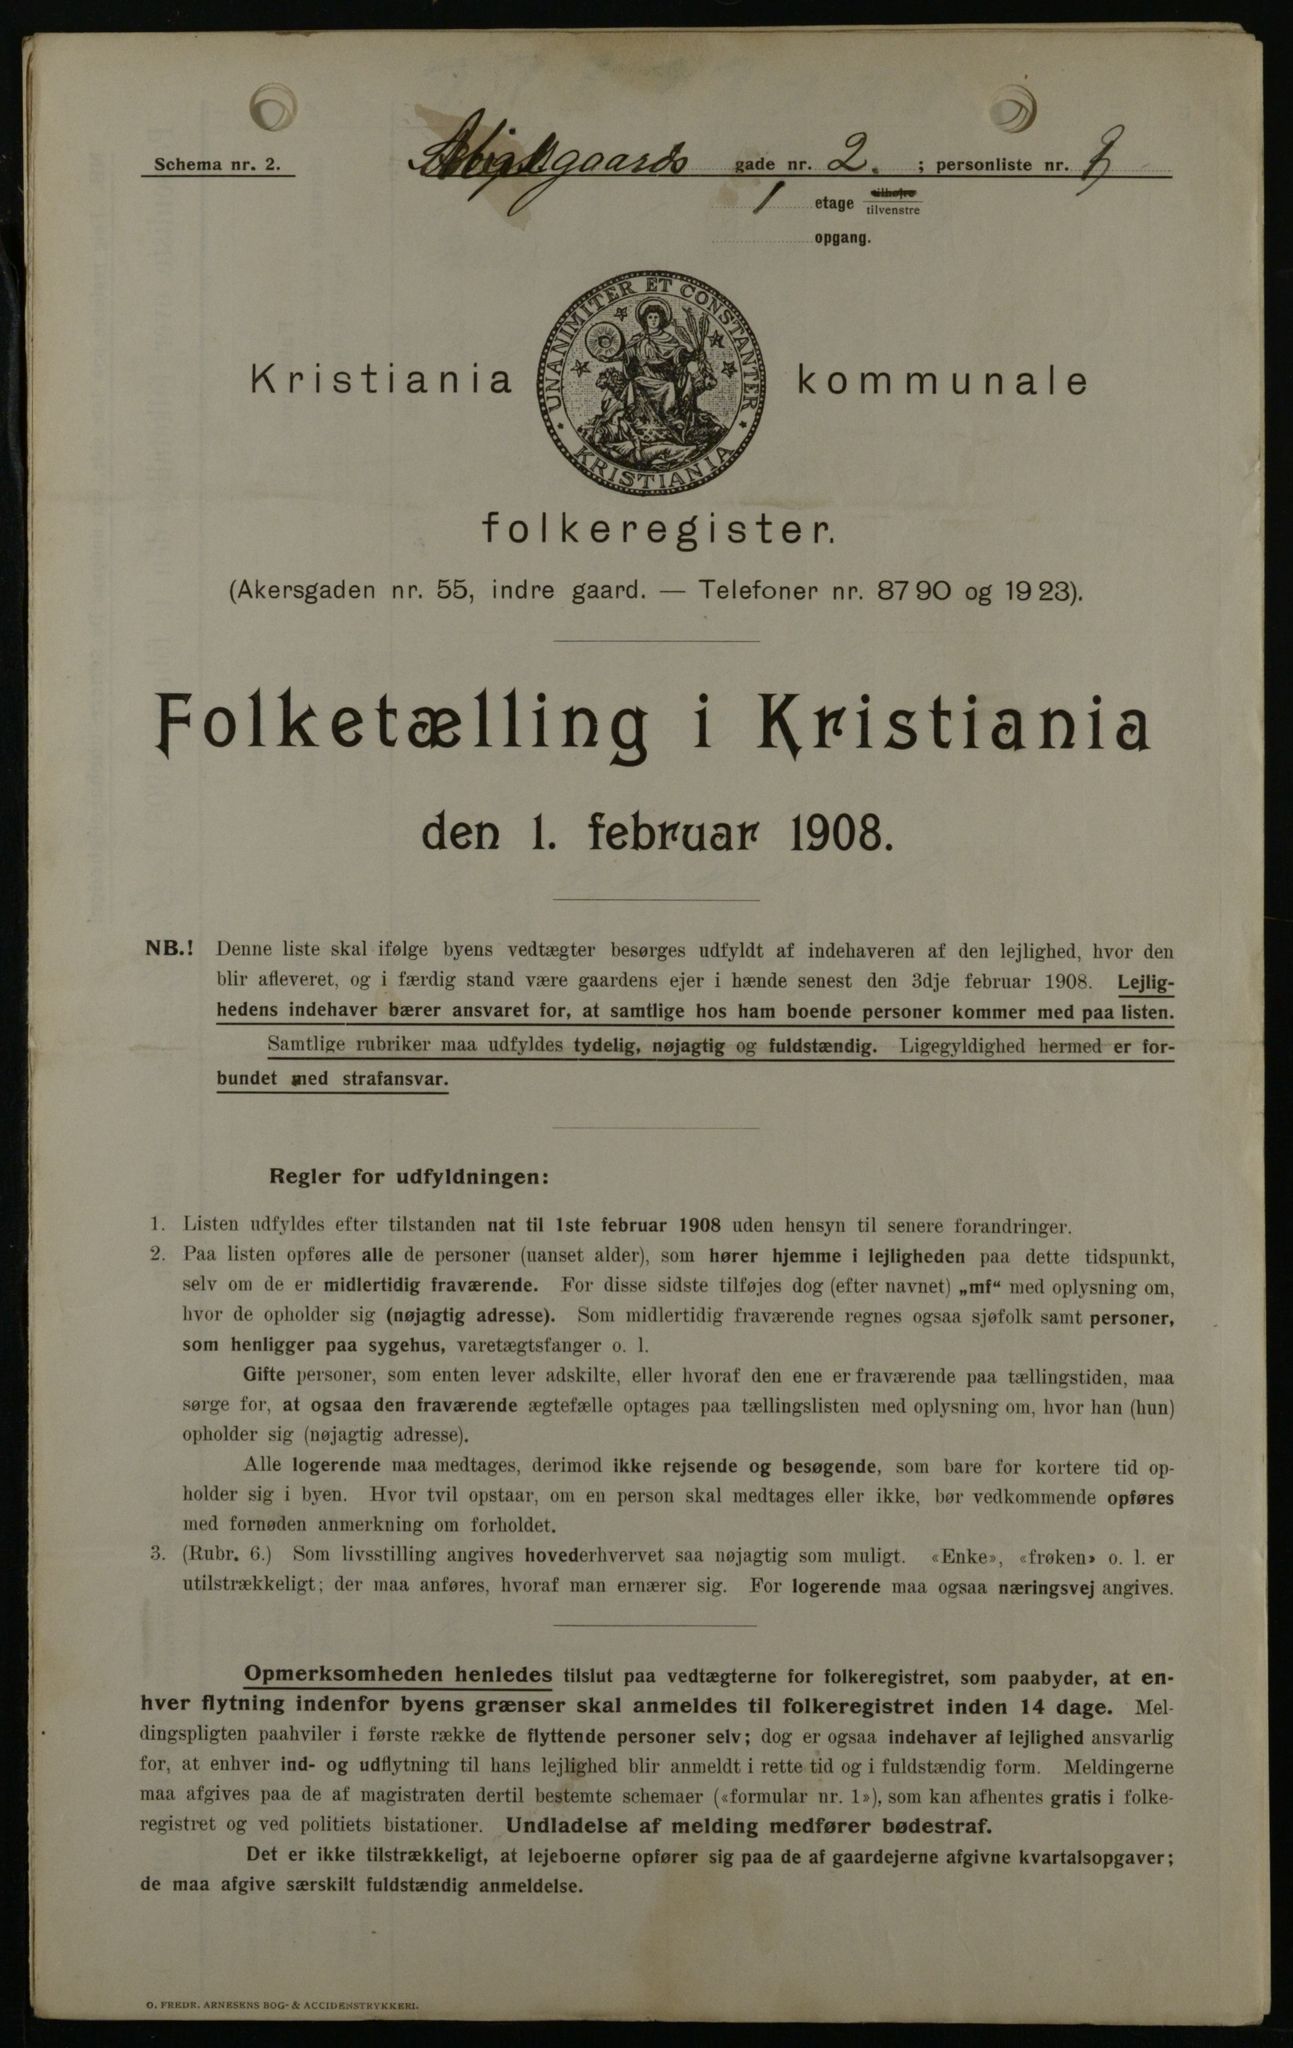 Schema nr. 2.
gaards gade nr. 2. ; personliste nr.
1 etage tilhøjre
tilvenstre
opgang.
UNANIMITER ET CONSTANTER
KRISTIANIA
Kristiania kommunale
folkeregister.
(Akersgaden nr. 55, indre gaard. — Telefoner nr. 87 90 og 19 23).
Folketælling i Kristiania
den 1. februar 1908.
NB.! Denne liste skal ifølge byens vedtægter besørges udfyldt af indehaveren af den lejlighed, hvor den
blir afleveret, og i færdig stand være gaardens ejer i hænde senest den 3dje februar 1908. Lejlig-
hedens indehaver bærer ansvaret for, at samtlige hos ham boende personer kommer med paa listen.
Samtlige rubriker maa udfyldes tydelig, nøjagtig og fuldstændig. Ligegyldighed hermed er for-
bundet med strafansvar.
Regler for udfyldningen:
1. Listen udfyldes efter tilstanden nat til 1ste februar 1908 uden hensyn til senere forandringer.
2. Paa listen opføres alle de personer (uanset alder), som hører hjemme i lejligheden paa dette tidspunkt,
selv om de er midlertidig fraværende. For disse sidste tilføjes dog (efter navnet) „mf“ med oplysning om,
hvor de opholder sig (nøjagtig adresse). Som midlertidig fraværende regnes ogsaa sjøfolk samt personer,
som henligger paa sygehus, varetægtsfanger o. l.
Gifte personer, som enten lever adskilte, eller hvoraf den ene er fraværende paa tællingstiden, maa
sørge for, at ogsaa den fraværende ægtefælle optages paa tællingslisten med oplysning om, hvor han (hun)
opholder sig (nøjagtig adresse).
Alle logerende maa medtages, derimod ikke rejsende og besøgende, som bare for kortere tid op-
holder sig i byen. Hvor tvil opstaar, om en person skal medtages eller ikke, bør vedkommende opføres
med fornøden anmerkning om forholdet.
3. (Rubr. 6.) Som livsstilling angives hovederhvervet saa nøjagtig som muligt. «Enke», «frøken» o. l. er
utilstrækkeligt; der maa anføres, hvoraf man ernærer sig. For logerende maa ogsaa næringsvej angives.
Opmerksomheden henledes tilslut paa vedtægterne for folkeregistret, som paabyder, at en-
hver flytning indenfor byens grænser skal anmeldes til folkeregistret inden 14 dage. Mel-
dingspligten paahviler i første række de flyttende personer selv; dog er ogsaa indehaver af lejlighed ansvarlig
for, at enhver ind- og udflytning til hans lejlighed blir anmeldt i rette tid og i fuldstændig form. Meldingerne
maa afgives paa de af magistraten dertil bestemte schemaer («formular nr. 1»), som kan afhentes gratis i folke-
registret og ved politiets bistationer. Undladelse af melding medfører bødestraf.
Det er ikke tilstrækkeligt, at lejeboerne opfører sig paa de af gaardejerne afgivne kvartalsopgaver;
de maa afgive særskilt fuldstændig anmeldelse.
O. FREDR. ARNESENS BOG- & ACCIDENSTRYKKERI.